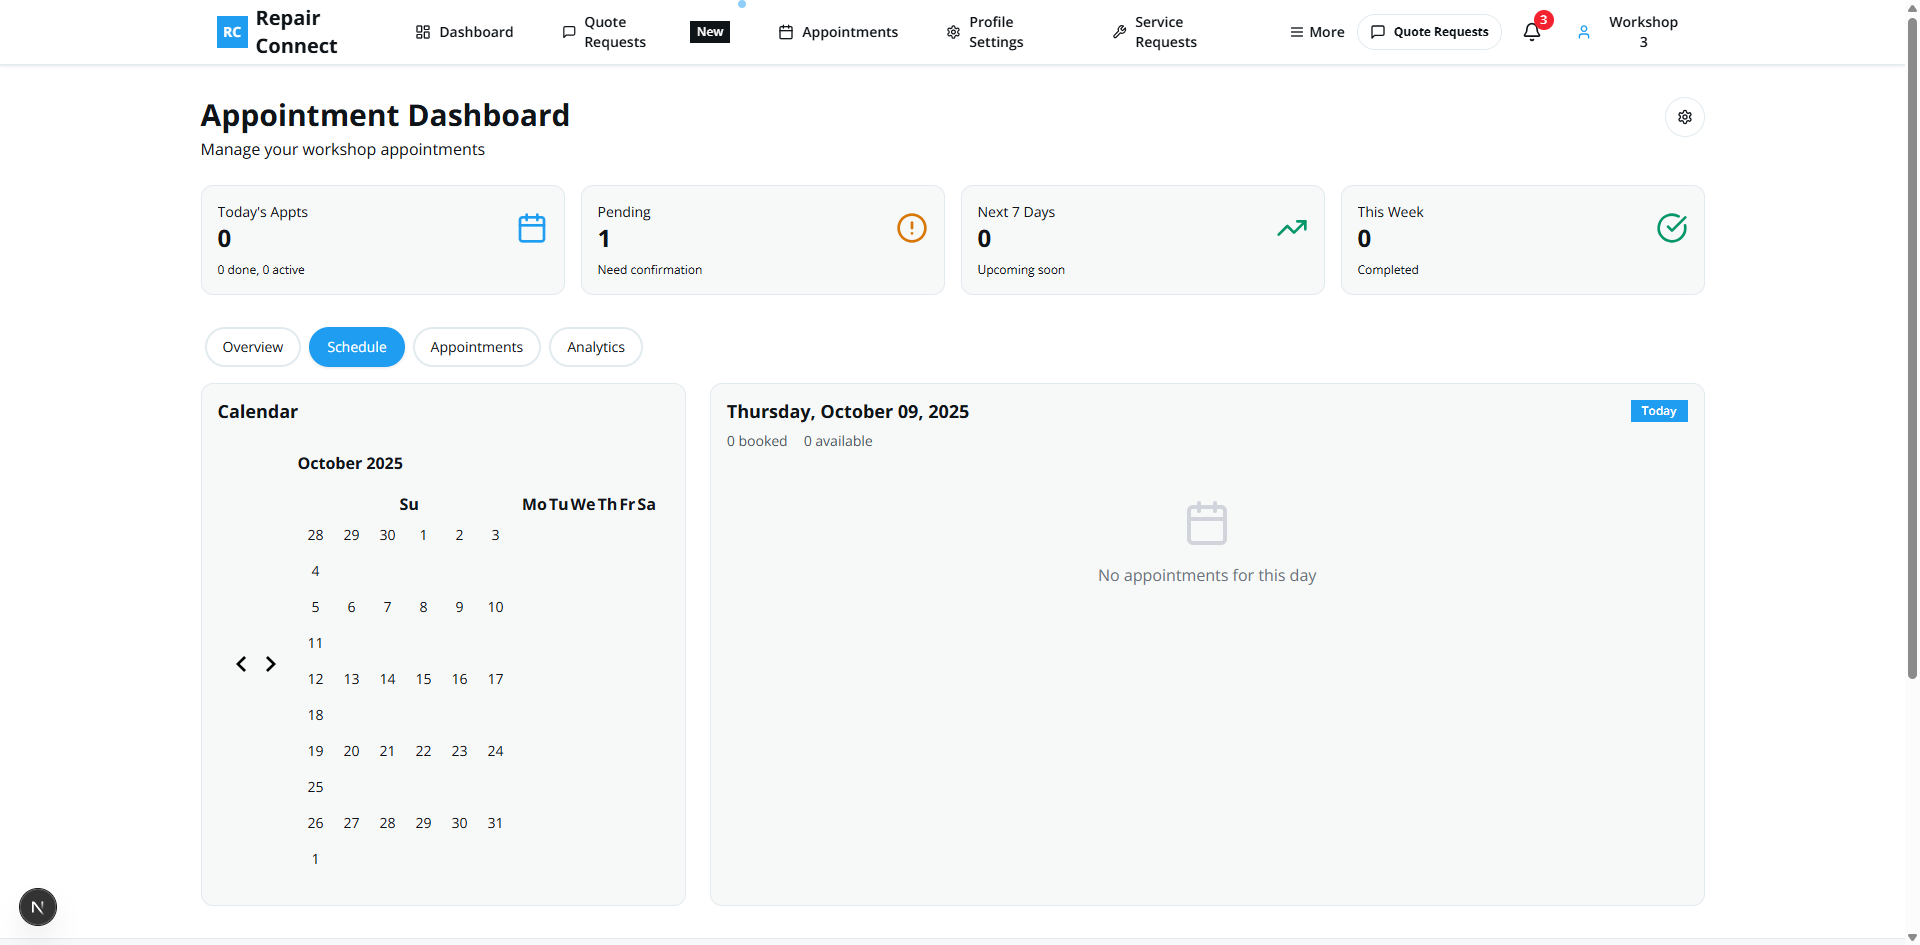 RC
Repair
Connect
Dashboard
Quote
Requests
New
Appointments
Profile
Settings
Service
Requests
More
Quote Requests
3
Workshop
3
Appointment Dashboard
Manage your workshop appointments
Today's Appts
0
0 done, 0 active
Pending
1
Need confirmation
Next 7 Days
0
Upcoming soon
This Week
0
Completed
Overview
Schedule
Appointments
Analytics
Calendar
October 2025
Su Mo Tu We Th Fr Sa
28 29 30 1 2 3
4
5 6 7 8 9 10
11
12 13 14 15 16 17
18
19 20 21 22 23 24
25
26 27 28 29 30 31
1
Thursday, October 09, 2025
Today
0 booked 0 available
No appointments for this day
N